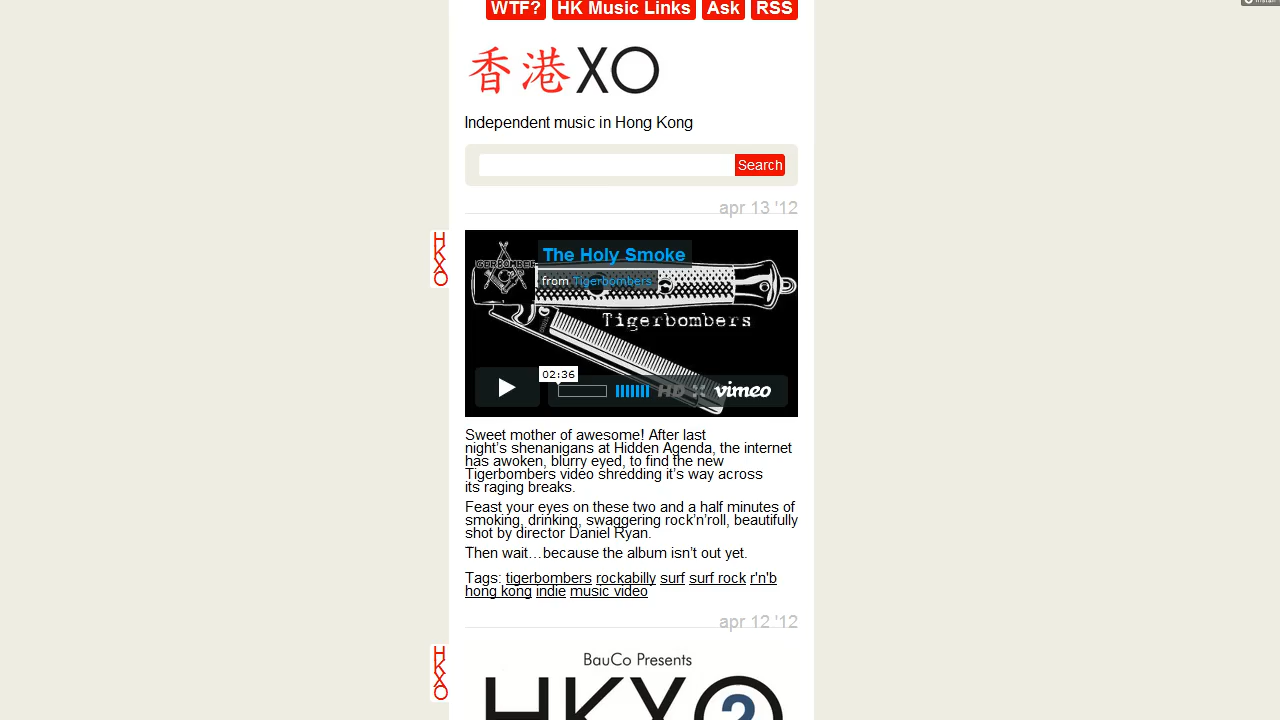 WTF? HK Music Links Ask RSS
香港XO
Independent music in Hong Kong
Search
apr 13 '12
HKXO
The Holy Smoke
from Tigerbombers
Tigerbombers
02:36
HD vimeo
Sweet mother of awesome! After last
night’s shenanigans at Hidden Agenda, the internet
has awoken, blurry eyed, to find the new
Tigerbombers video shredding it’s way across
its raging breaks.
Feast your eyes on these two and a half minutes of
smoking, drinking, swaggering rock’n’roll, beautifully
shot by director Daniel Ryan.
Then wait…because the album isn’t out yet.
Tags: tigerbombers rockabilly surf surf rock r'n'b
hong kong indie music video
apr 12 '12
HKXO
BauCo Presents
HKXO2